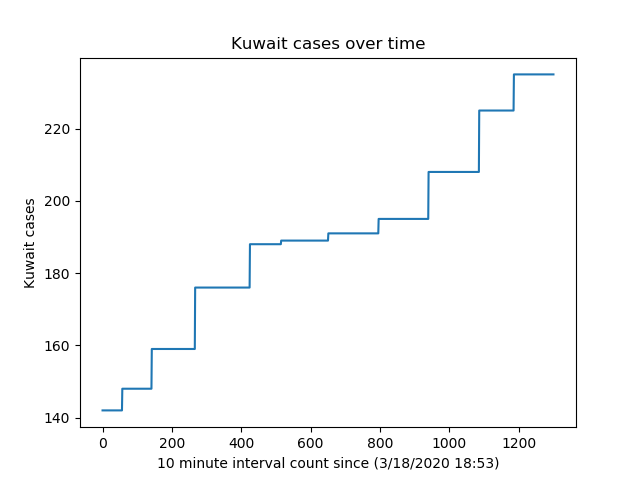 Kuwait cases over time
Kuwait cases
220
200
180
160
140
0 200 400 600 800 1000 1200
10 minute interval count since (3/18/2020 18:53)